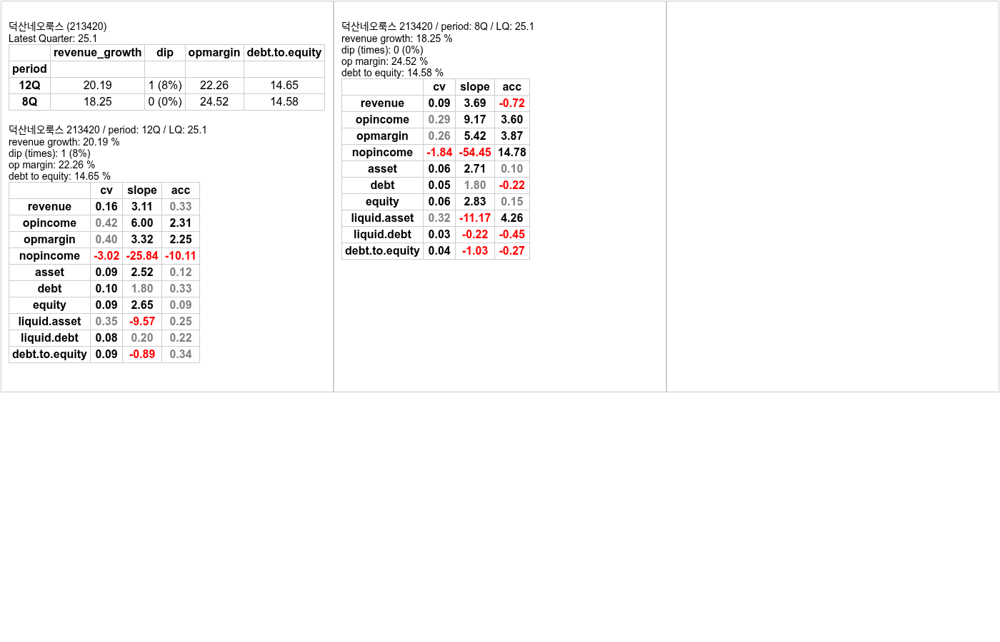 덕산네오룩스 (213420)
Latest Quarter: 25.1
revenue_growth dip opmargin debt.to.equity
period
12Q 20.19 1 (8%) 22.26 14.65
8Q 18.25 0 (0%) 24.52 14.58
덕산네오룩스 213420 / period: 12Q / LQ: 25.1
revenue growth: 20.19 %
dip (times): 1 (8%)
op margin: 22.26 %
debt to equity: 14.65 %
cv slope acc
revenue 0.16 3.11 0.33
opincome 0.42 6.00 2.31
opmargin 0.40 3.32 2.25
nopincome -3.02 -25.84 -10.11
asset 0.09 2.52 0.12
debt 0.10 1.80 0.33
equity 0.09 2.65 0.09
liquid.asset 0.35 -9.57 0.25
liquid.debt 0.08 0.20 0.22
debt.to.equity 0.09 -0.89 0.34
덕산네오룩스 213420 / period: 8Q / LQ: 25.1
revenue growth: 18.25 %
dip (times): 0 (0%)
op margin: 24.52 %
debt to equity: 14.58 %
cv slope acc
revenue 0.09 3.69 -0.72
opincome 0.29 9.17 3.60
opmargin 0.26 5.42 3.87
nopincome -1.84 -54.45 14.78
asset 0.06 2.71 0.10
debt 0.05 1.80 -0.22
equity 0.06 2.83 0.15
liquid.asset 0.32 -11.17 4.26
liquid.debt 0.03 -0.22 -0.45
debt.to.equity 0.04 -1.03 -0.27